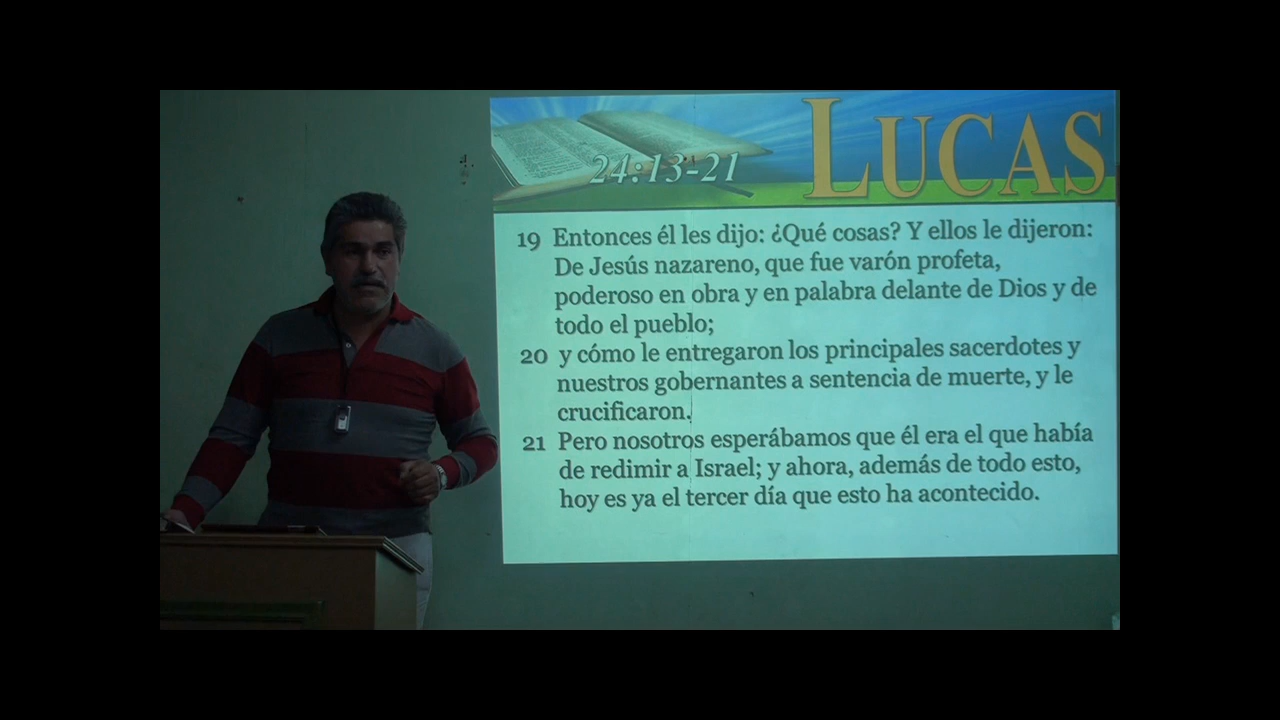 LUCAS
24:13-21
19 Entonces él les dijo: ¿Qué cosas? Y ellos le dijeron:
De Jesús nazareno, que fue varón profeta,
poderoso en obra y en palabra delante de Dios y de
todo el pueblo;
20 y cómo le entregaron los principales sacerdotes y
nuestros gobernantes a sentencia de muerte, y le
crucificaron.
21 Pero nosotros esperábamos que él era el que había
de redimir a Israel; y ahora, además de todo esto,
hoy es ya el tercer día que esto ha acontecido.